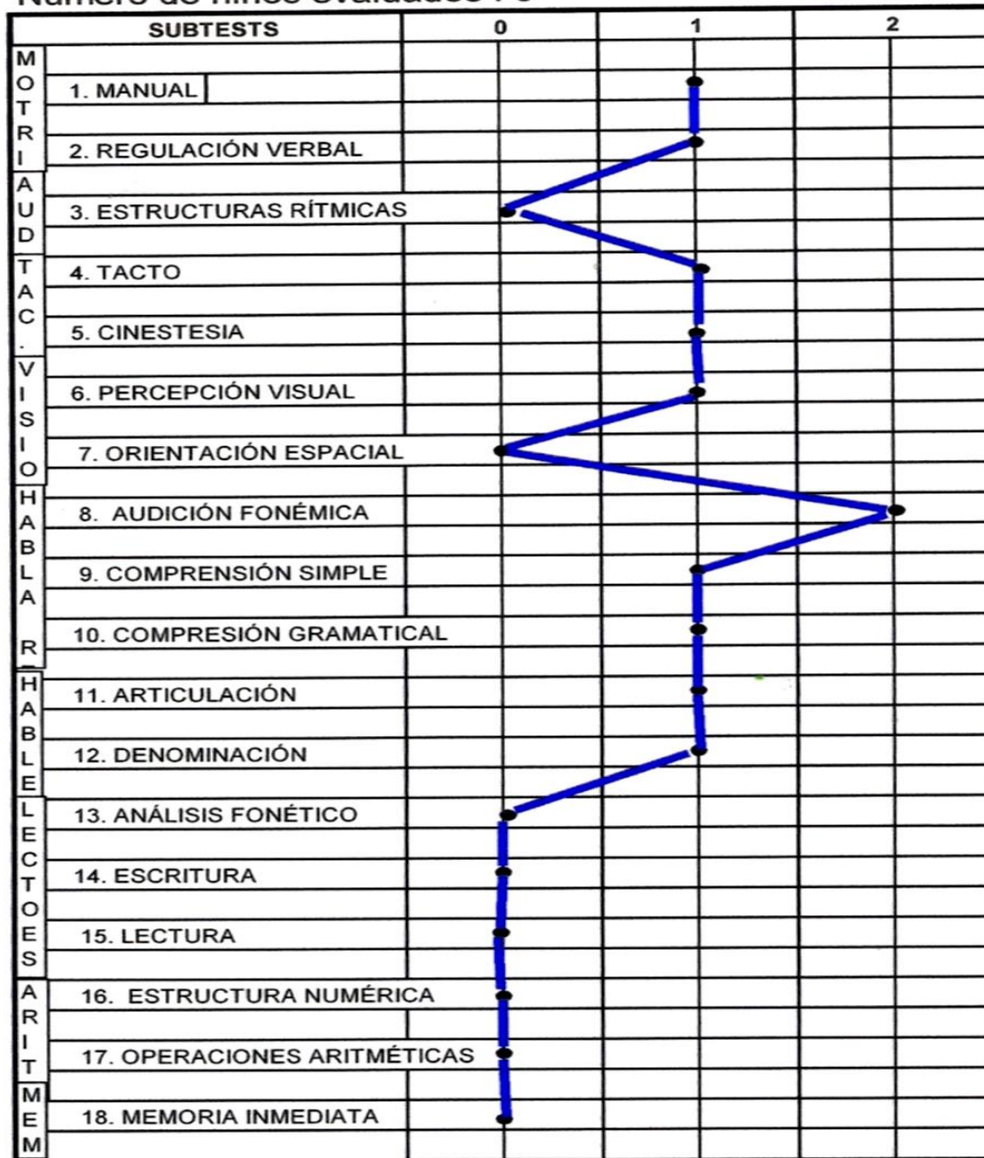 SUBTESTS 0 1 2
MOTRI
1. MANUAL
2. REGULACIÓN VERBAL
AUD
3. ESTRUCTURAS RÍTMICAS
TAC.
4. TACTO
5. CINESTESIA
VISIO
6. PERCEPCIÓN VISUAL
7. ORIENTACIÓN ESPACIAL
HABLA R
8. AUDICIÓN FONÉMICA
9. COMPRENSIÓN SIMPLE
10. COMPRESIÓN GRAMATICAL
HABLE
11. ARTICULACIÓN
12. DENOMINACIÓN
LECTOES
13. ANÁLISIS FONÉTICO
14. ESCRITURA
15. LECTURA
ARIT
16. ESTRUCTURA NUMÉRICA
17. OPERACIONES ARITMÉTICAS
MEM
18. MEMORIA INMEDIATA